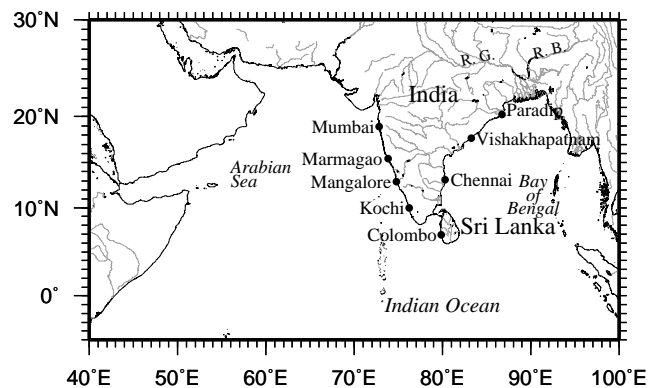 30°N
20°N
10°N
0°
R. G.
R. B.
India
Paradip
Mumbai
Vishakhapatnam
Marmagao
Arabian
Sea
Mangalore
Chennai
Bay
of
Bengal
Kochi
Colombo
Sri Lanka
Indian Ocean
40°E
50°E
60°E
70°E
80°E
90°E
100°E